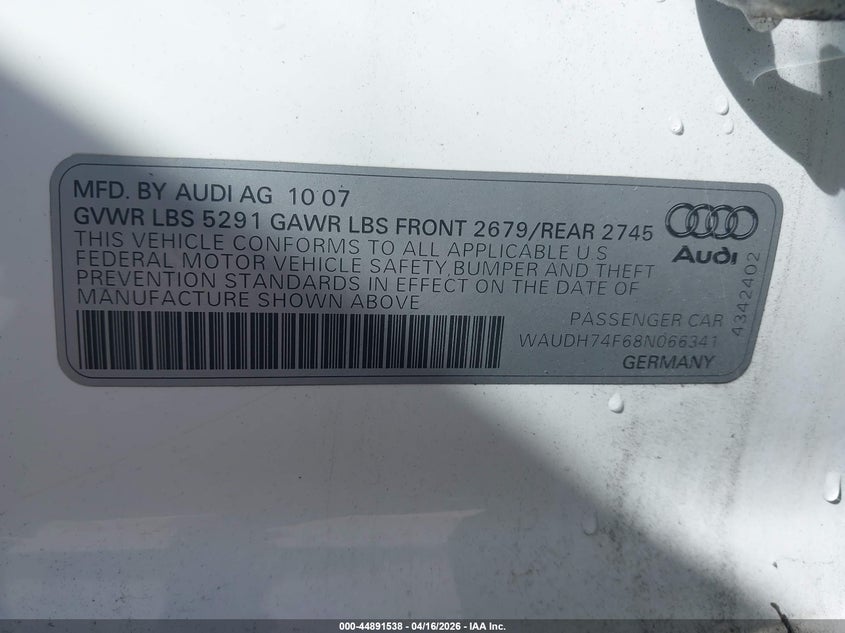 MFD. BY AUDI AG 10 07
GVWR LBS 5291 GAWR LBS FRONT 2679/REAR 2745
THIS VEHICLE CONFORMS TO ALL APPLICABLE U.S
FEDERAL MOTOR VEHICLE SAFETY, BUMPER AND THEFT
PREVENTION STANDARDS IN EFFECT ON THE DATE OF
MANUFACTURE SHOWN ABOVE
Audi
4342402
PASSENGER CAR
WAUDH74F68N066341
GERMANY
000-44891538 - 04/16/2026 - IAA Inc.